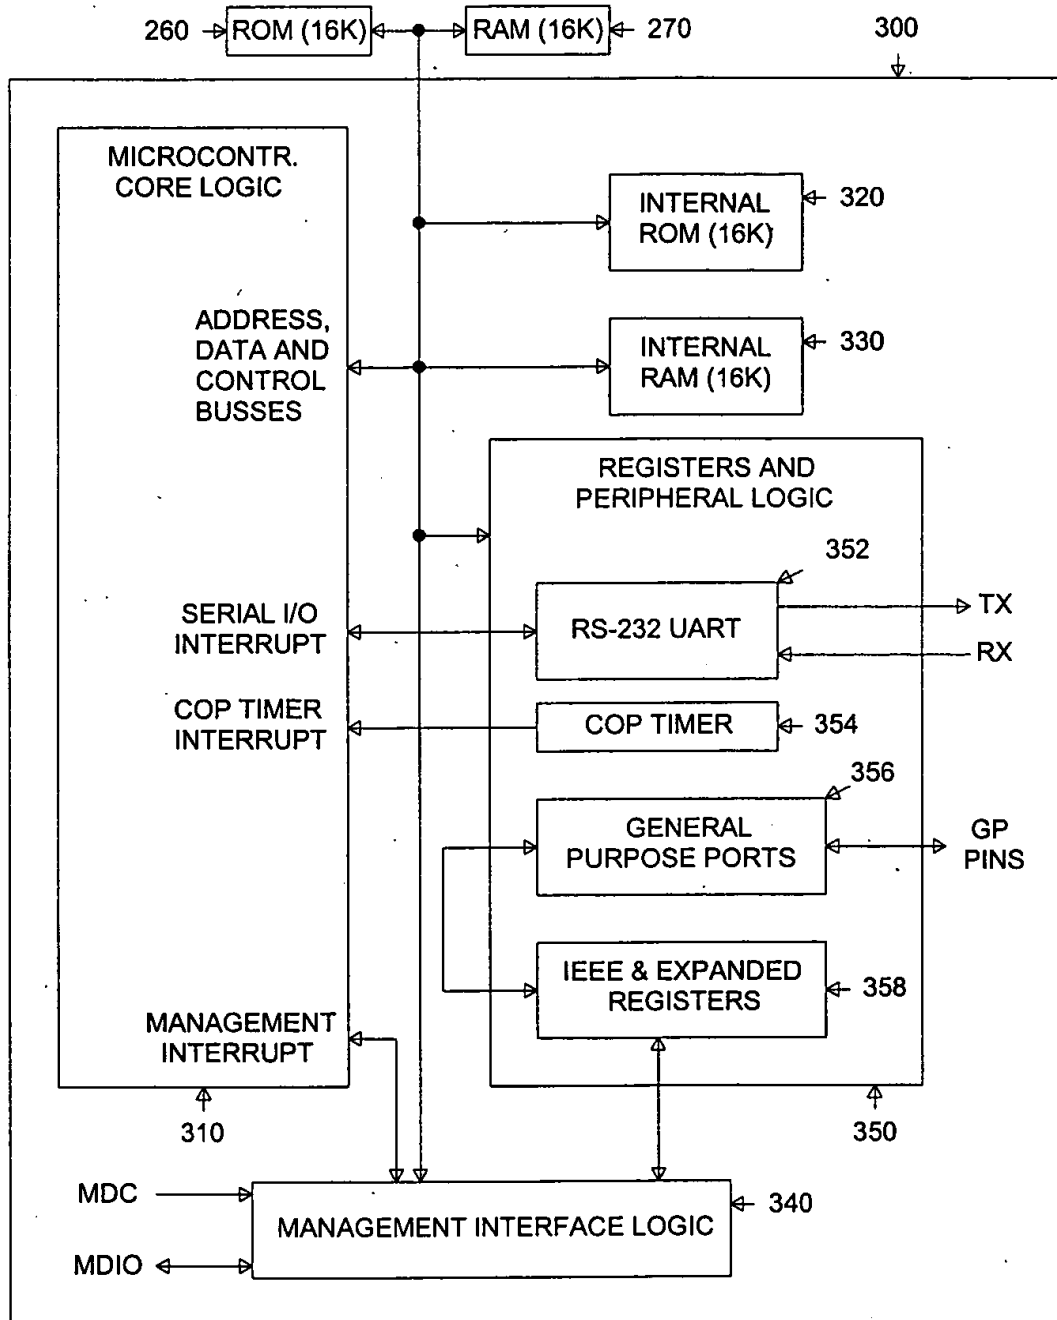 260
ROM (16K)
RAM (16K)
270
300
MICROCONTR.
CORE LOGIC
INTERNAL
ROM (16K)
320
ADDRESS,
DATA AND
CONTROL
BUSSES
INTERNAL
RAM (16K)
330
REGISTERS AND
PERIPHERAL LOGIC
352
SERIAL I/O
INTERRUPT
RS-232 UART
TX
RX
COP TIMER
INTERRUPT
COP TIMER
354
356
GENERAL
PURPOSE PORTS
GP
PINS
IEEE & EXPANDED
REGISTERS
358
MANAGEMENT
INTERRUPT
310
350
MDC
MANAGEMENT INTERFACE LOGIC
340
MDIO